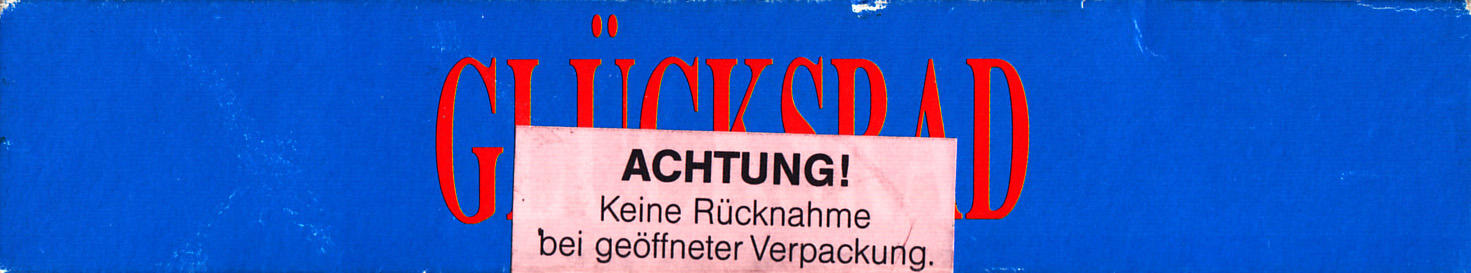 GLÜCKSRAD
ACHTUNG!
Keine Rücknahme
bei geöffneter Verpackung.